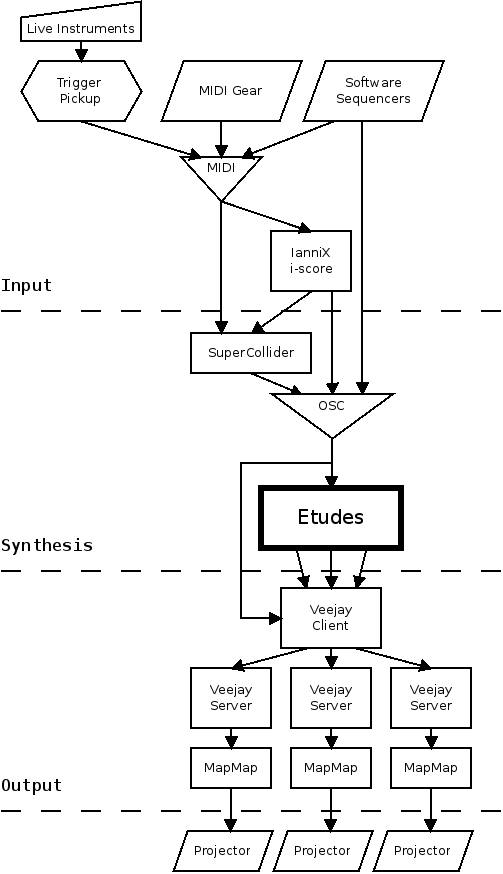 Live Instruments
Trigger
Pickup
MIDI Gear
Software
Sequencers
MIDI
IanniX
i-score
Input
SuperCollider
OSC
Etudes
Synthesis
Veejay
Client
Veejay
Server
Veejay
Server
Veejay
Server
MapMap
MapMap
MapMap
Output
Projector
Projector
Projector